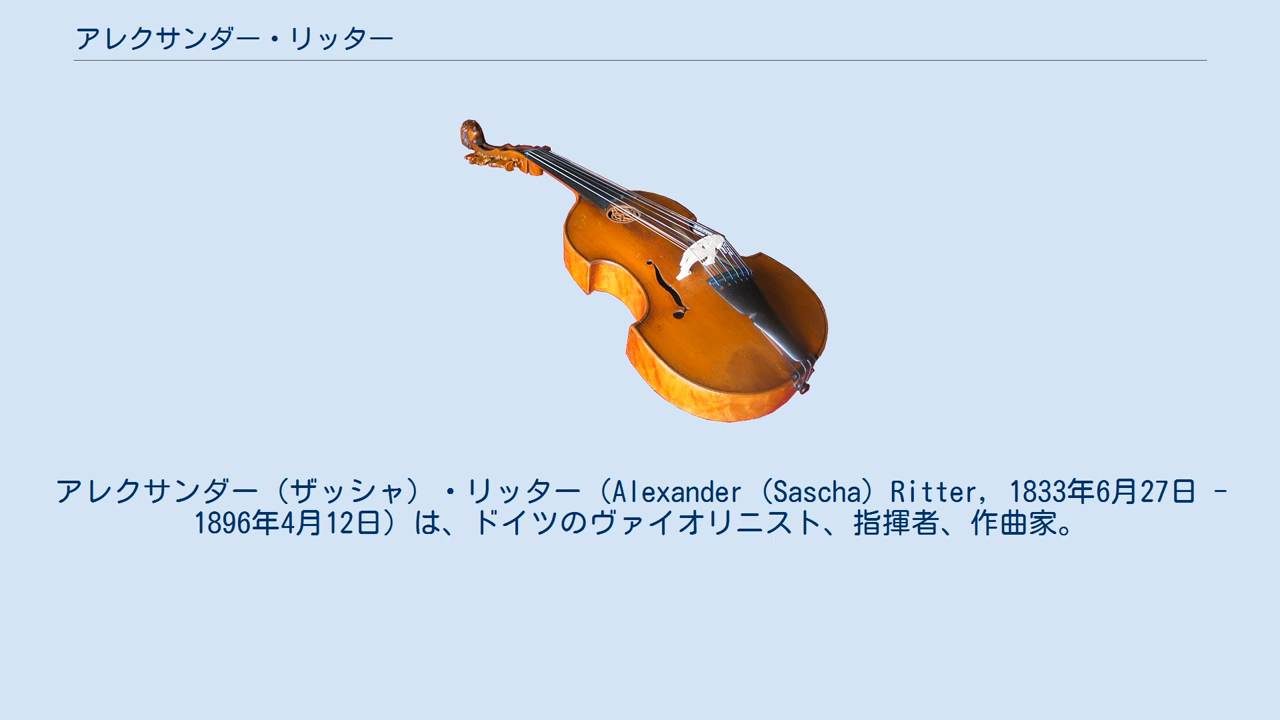 アレクサンダー・リッター
アレクサンダー（ザッシャ）・リッター（Alexander（Sascha）Ritter, 1833年6月27日 -
1896年4月12日）は、ドイツのヴァイオリニスト、指揮者、作曲家。